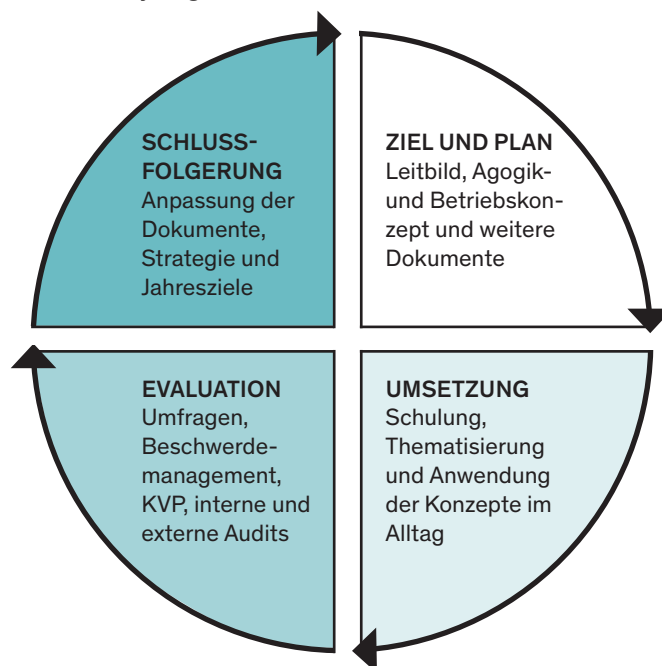 SCHLUSS-
FOLGERUNG
Anpassung der
Dokumente,
Strategie und
Jahresziele
ZIEL UND PLAN
Leitbild, Agogik-
und Betriebskon-
zept und weitere
Dokumente
EVALUATION
Umfragen,
Beschwerde-
management,
KVP, interne und
externe Audits
UMSETZUNG
Schulung,
Thematisierung
und Anwendung
der Konzepte im
Alltag